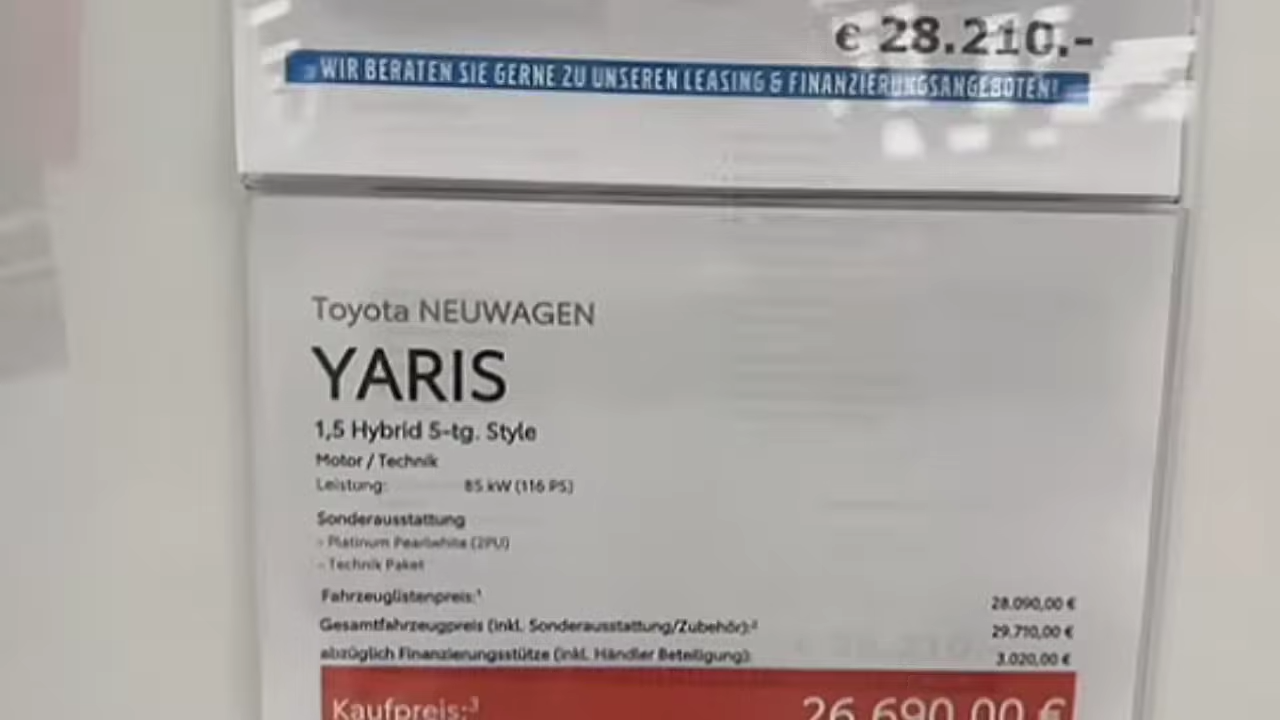 € 28.210.-
WIR BERATEN SIE GERNE ZU UNSEREN LEASING & FINANZIERUNGSANGEBOTEN!
Toyota NEUWAGEN
YARIS
1,5 Hybrid 5-tg. Style
Motor / Technik
Leistung: 85 kW (116 PS)
Sonderausstattung
- Platinum Pearlwhite (2PU)
- Technik Paket
Fahrzeuglistenpreis:¹ 28.090,00 €
Gesamtfahrzeugpreis (inkl. Sonderausstattung/Zubehör):² 29.710,00 €
abzüglich Finanzierungsstütze (inkl. Händler Beteiligung): 3.020,00 €
Kaufpreis:³ 26.690,00 €